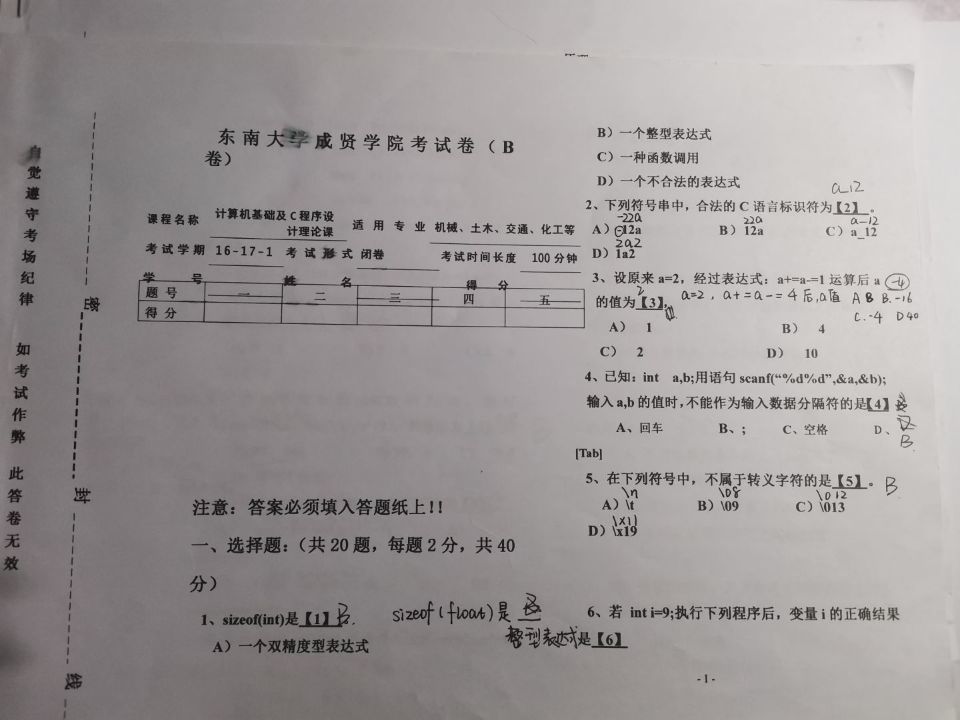 自觉遵守考场纪律 如考试作弊 此答卷无效
密 封 线
东南大学成贤学院考试卷（B
卷）
课程名称 计算机基础及C程序设计理论课 适用专业 机械、土木、交通、化工等
考试学期 16-17-1 考试形式 闭卷 考试时间长度 100分钟
学 号 姓 名 得 分
题号 一 二 三 四 五
得分
注意：答案必须填入答题纸上!!
一、选择题：（共20题，每题2分，共40
分）
1、sizeof(int)是【1】B. sizeof(float)是 B
整型表达式
A）一个双精度型表达式
B）一个整型表达式
C）一种函数调用
D）一个不合法的表达式
a_12
2、下列符号串中，合法的C语言标识符为【2】。
-22a 22a a-12
A）-12a B）12a C）a_12
2a2
D）1a2
3、设原来a=2，经过表达式：a+=a-=1运算后a -4
的值为【3】, 2 a=2，a+=a-=4后,a值 A 8 B.-16
C.-4 D 40
A） 1 B） 4
C） 2 D） 10
4、已知：int a,b;用语句scanf(“%d%d”,&a,&b);
输入a,b的值时,不能作为输入数据分隔符的是【4】
B.
A、回车 B、; C、空格 D、
[Tab]
5、在下列符号中，不属于转义字符的是【5】。B
\n \08 \012
A）\t B）\09 C）\013
\x11
D）\x19
6、若 int i=9;执行下列程序后，变量i的正确结果
是【6】
- 1 -